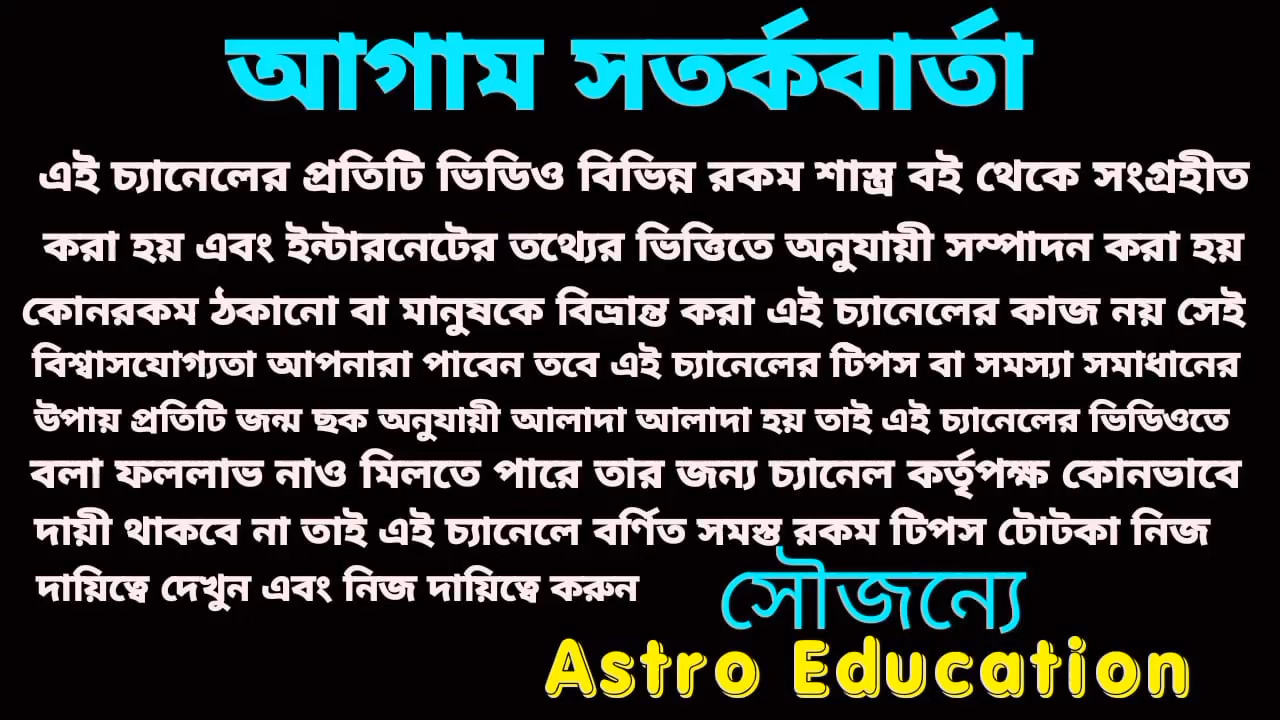 আগাম সতর্কবার্তা
এই চ্যানেলের প্রতিটি ভিডিও বিভিন্ন রকম শাস্ত্র বই থেকে সংগ্রহীত
করা হয় এবং ইন্টারনেটের তথ্যের ভিত্তিতে অনুযায়ী সম্পাদন করা হয়
কোনরকম ঠকানো বা মানুষকে বিভ্রান্ত করা এই চ্যানেলের কাজ নয় সেই
বিশ্বাসযোগ্যতা আপনারা পাবেন তবে এই চ্যানেলের টিপস বা সমস্যা সমাধানের
উপায় প্রতিটি জন্ম ছক অনুযায়ী আলাদা আলাদা হয় তাই এই চ্যানেলের ভিডিওতে
বলা ফললাভ নাও মিলতে পারে তার জন্য চ্যানেল কর্তৃপক্ষ কোনভাবে
দায়ী থাকবে না তাই এই চ্যানেলে বর্ণিত সমস্ত রকম টিপস টোটকা নিজ
দায়িত্বে দেখুন এবং নিজ দায়িত্বে করুন
সৌজন্যে
Astro Education